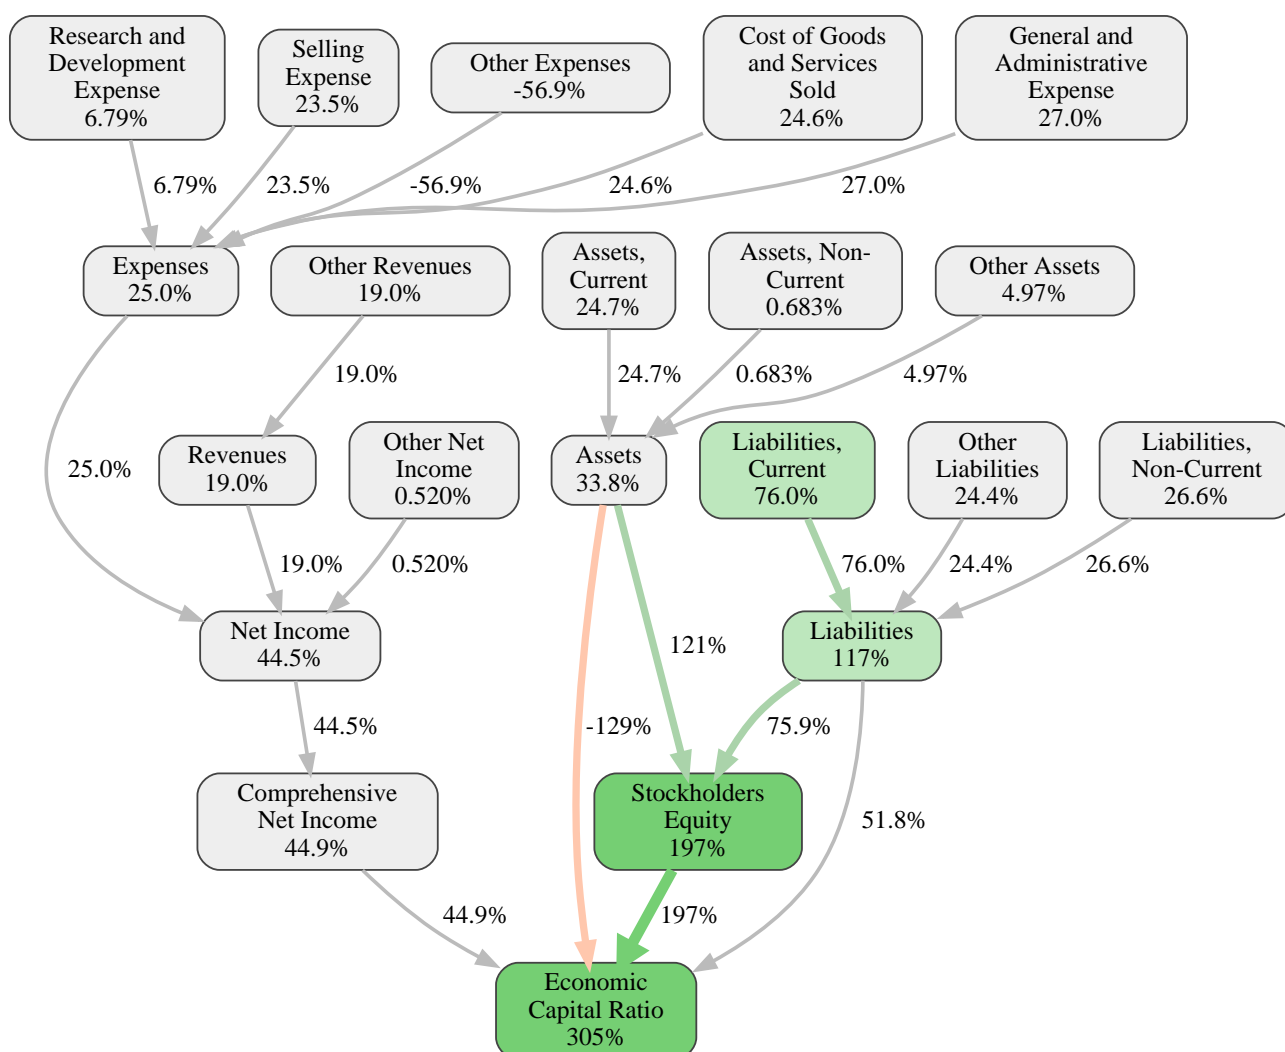 Research and
Development
Expense
6.79%
Selling
Expense
23.5%
Other Expenses
-56.9%
Cost of Goods
and Services
Sold
24.6%
General and
Administrative
Expense
27.0%
6.79%
23.5%
-56.9%
24.6%
27.0%
Expenses
25.0%
Other Revenues
19.0%
Assets,
Current
24.7%
Assets, Non-
Current
0.683%
Other Assets
4.97%
19.0%
24.7%
0.683%
4.97%
25.0%
Revenues
19.0%
Other Net
Income
0.520%
Assets
33.8%
Liabilities,
Current
76.0%
Other
Liabilities
24.4%
Liabilities,
Non-Current
26.6%
19.0%
0.520%
76.0%
24.4%
26.6%
Net Income
44.5%
121%
Liabilities
117%
44.5%
-129%
75.9%
Comprehensive
Net Income
44.9%
Stockholders
Equity
197%
51.8%
44.9%
197%
Economic
Capital Ratio
305%